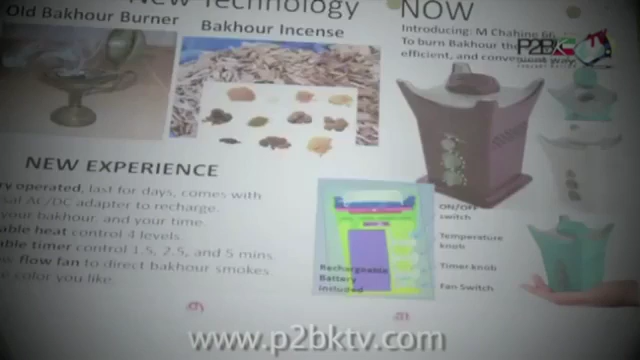 New Technology
Old Bakhour Burner
Bakhour Incense
NOW
Introducing: M Chahine 66
To burn Bakhour
efficient, and
P2BK
NEW EXPERIENCE
operated, last for days, comes with
AC/DC adapter to recharge.
your bakhour, and your time.
heat control 4 levels.
timer control 1.5, 2.5, and 5 mins.
flow fan to direct bakhour smokes
color you like.
Rechargeable
Battery
included
ON/OFF
switch
Temperature
knob
Timer knob
Fan Switch
www.p2bktv.com